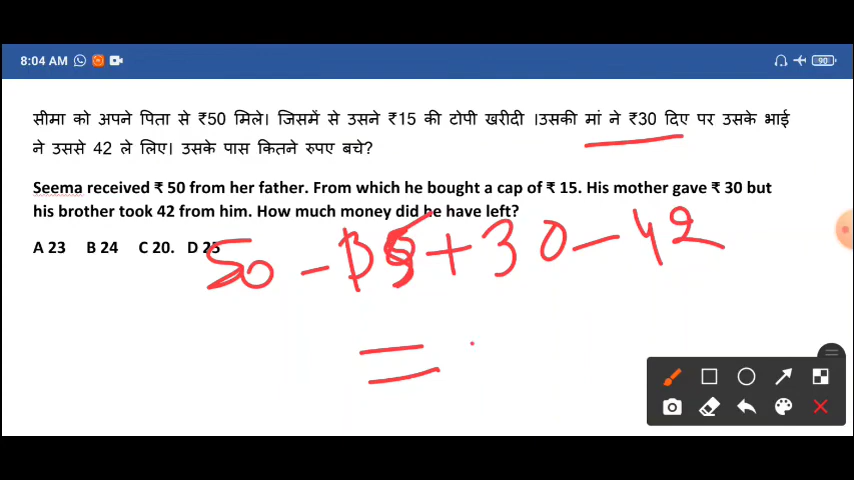 8:04 AM
90
सीमा को अपने पिता से ₹50 मिले। जिसमें से उसने ₹15 की टोपी खरीदी ।उसकी मां ने ₹30 दिए पर उसके भाई
ने उससे 42 ले लिए। उसके पास कितने रुपए बचे?
Seema received ₹ 50 from her father. From which he bought a cap of ₹ 15. His mother gave ₹ 30 but
his brother took 42 from him. How much money did he have left?
A 23 B 24 C 20. D 25
50 - 15 + 30 - 42
=